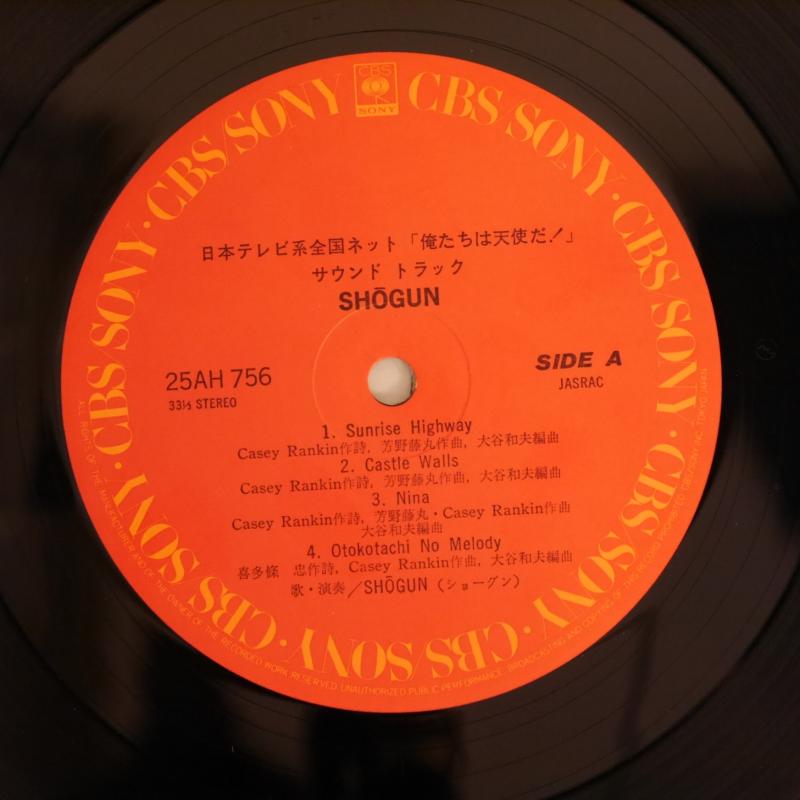 CBS
SONY
CBS/SONY · CBS/SONY · CBS/SONY · CBS/SONY · CBS/SONY · CBS/SONY · CBS/SONY · CBS/SONY
日本テレビ系全国ネット「俺たちは天使だ!」
サウンド トラック
SHŌGUN
25AH 756
33⅓ STEREO
SIDE A
JASRAC
1. Sunrise Highway
Casey Rankin作詩, 芳野藤丸作曲, 大谷和夫編曲
2. Castle Walls
Casey Rankin作詩, 芳野藤丸作曲, 大谷和夫編曲
3. Nina
Casey Rankin作詩, 芳野藤丸・Casey Rankin作曲
大谷和夫編曲
4. Otokotachi No Melody
喜多條 忠作詩, Casey Rankin作曲, 大谷和夫編曲
歌・演奏/SHŌGUN (ショーグン)
ALL RIGHTS OF THE MANUFACTURER AND OF THE OWNER OF THE RECORDED WORK RESERVED. UNAUTHORIZED PUBLIC PERFORMANCE, BROADCASTING AND COPYING OF THIS RECORD PROHIBITED. CBS/SONY INC. TOKYO JAPAN